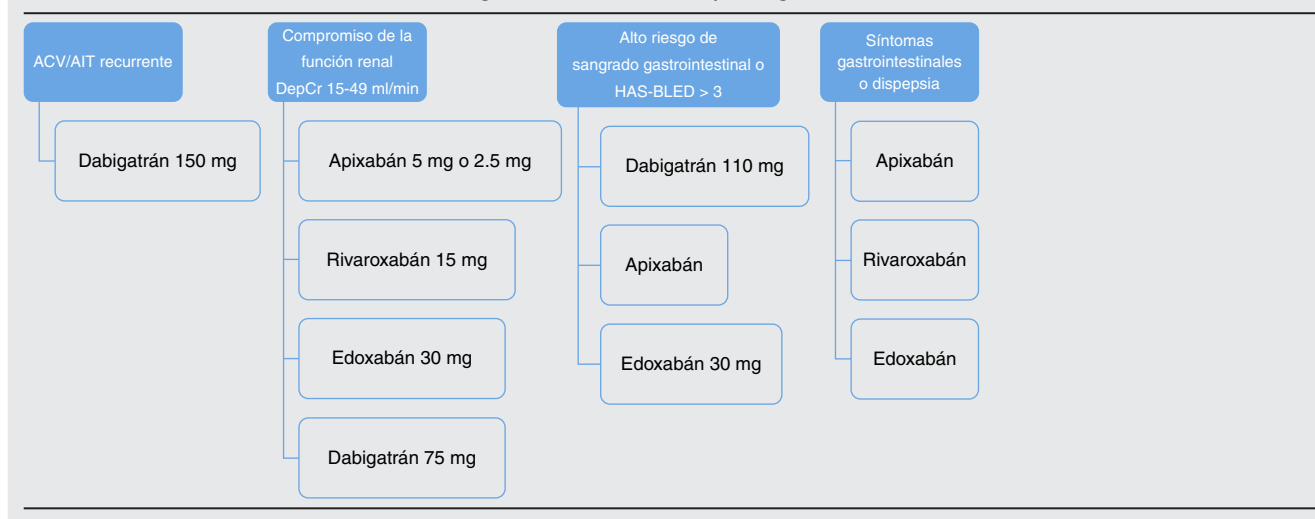 ACV/AIT recurrente
Dabigatrán 150 mg
Compromiso de la
función renal
DepCr 15-49 ml/min
Apixabán 5 mg o 2.5 mg
Rivaroxabán 15 mg
Edoxabán 30 mg
Dabigatrán 75 mg
Alto riesgo de
sangrado gastrointestinal o
HAS-BLED > 3
Dabigatrán 110 mg
Apixabán
Edoxabán 30 mg
Síntomas
gastrointestinales
o dispepsia
Apixabán
Rivaroxabán
Edoxabán